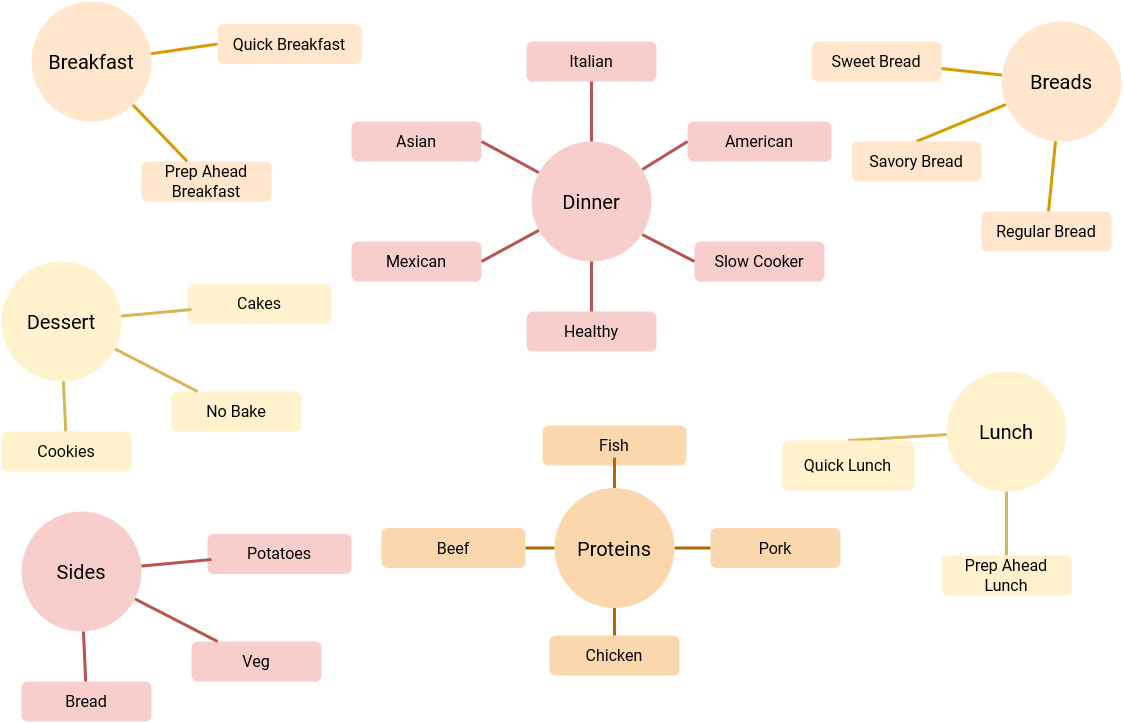 Breakfast
Quick Breakfast
Prep Ahead
Breakfast
Italian
Asian
American
Dinner
Mexican
Slow Cooker
Healthy
Sweet Bread
Breads
Savory Bread
Regular Bread
Dessert
Cakes
No Bake
Cookies
Fish
Beef
Proteins
Pork
Chicken
Lunch
Quick Lunch
Prep Ahead
Lunch
Sides
Potatoes
Veg
Bread